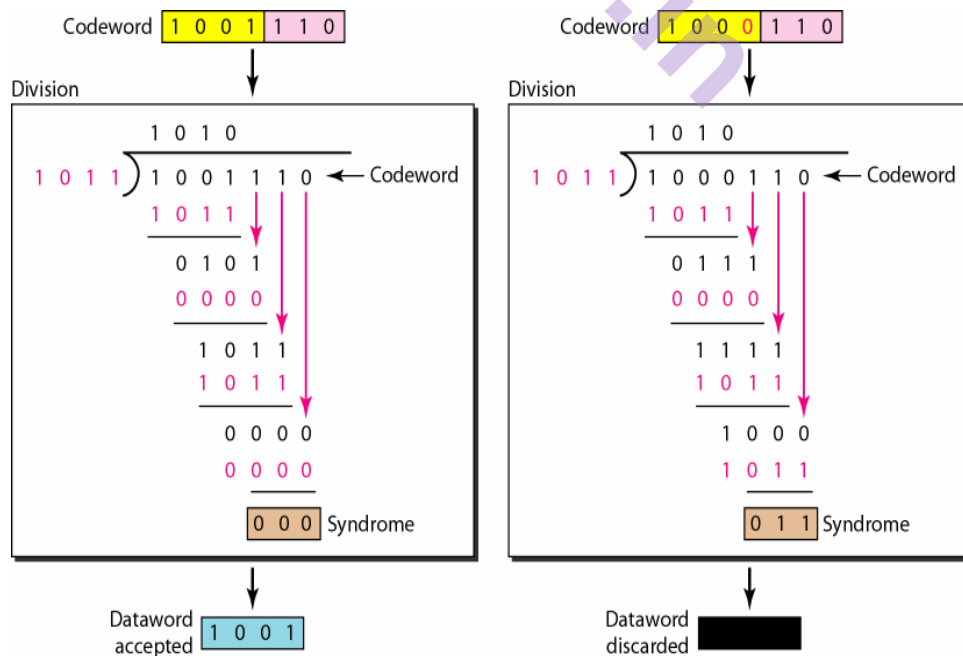 Codeword 1 0 0 1 1 1 0
Division
1 0 1 0
1 0 1 1 1 0 0 1 1 1 0 Codeword
1 0 1 1
0 1 0 1
0 0 0 0
1 0 1 1
1 0 1 1
0 0 0 0
0 0 0 0
0 0 0 Syndrome
Dataword
accepted 1 0 0 1
Codeword 1 0 0 0 1 1 0
Division
1 0 1 0
1 0 1 1 1 0 0 0 1 1 0 Codeword
1 0 1 1
0 1 1 1
0 0 0 0
1 1 1 1
1 0 1 1
1 0 0 0
1 0 1 1
0 1 1 Syndrome
Dataword
discarded
.in